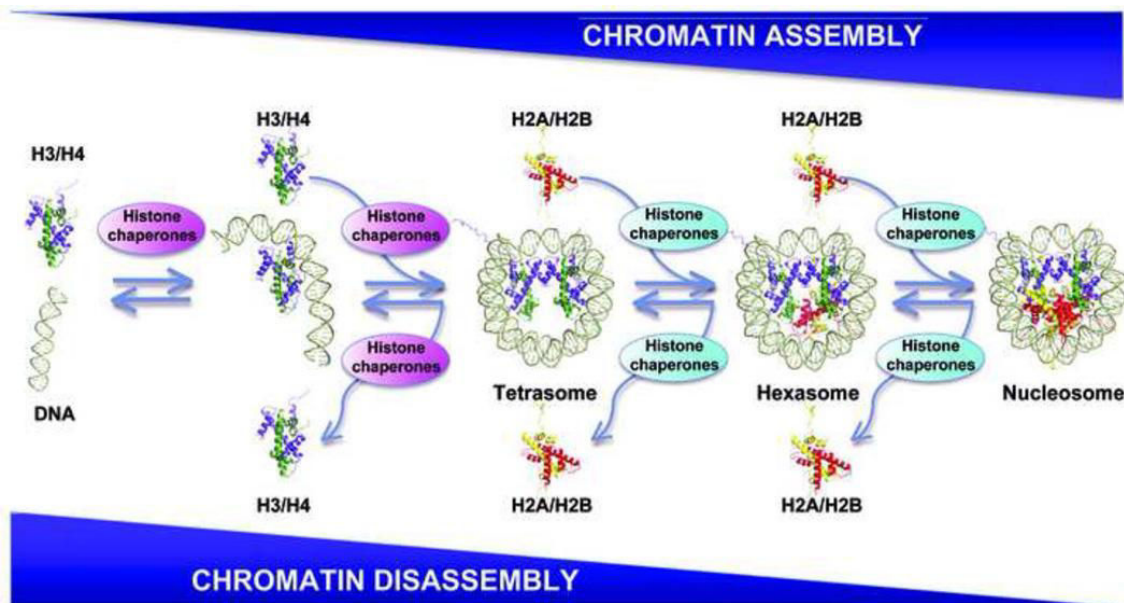 CHROMATIN ASSEMBLY
H3/H4
H3/H4
H2A/H2B
H2A/H2B
Histone
chaperones
Histone
chaperones
Histone
chaperones
Histone
chaperones
DNA
Histone
chaperones
Histone
chaperones
Histone
chaperones
Tetrasome
Hexasome
Nucleosome
H3/H4
H2A/H2B
H2A/H2B
CHROMATIN DISASSEMBLY